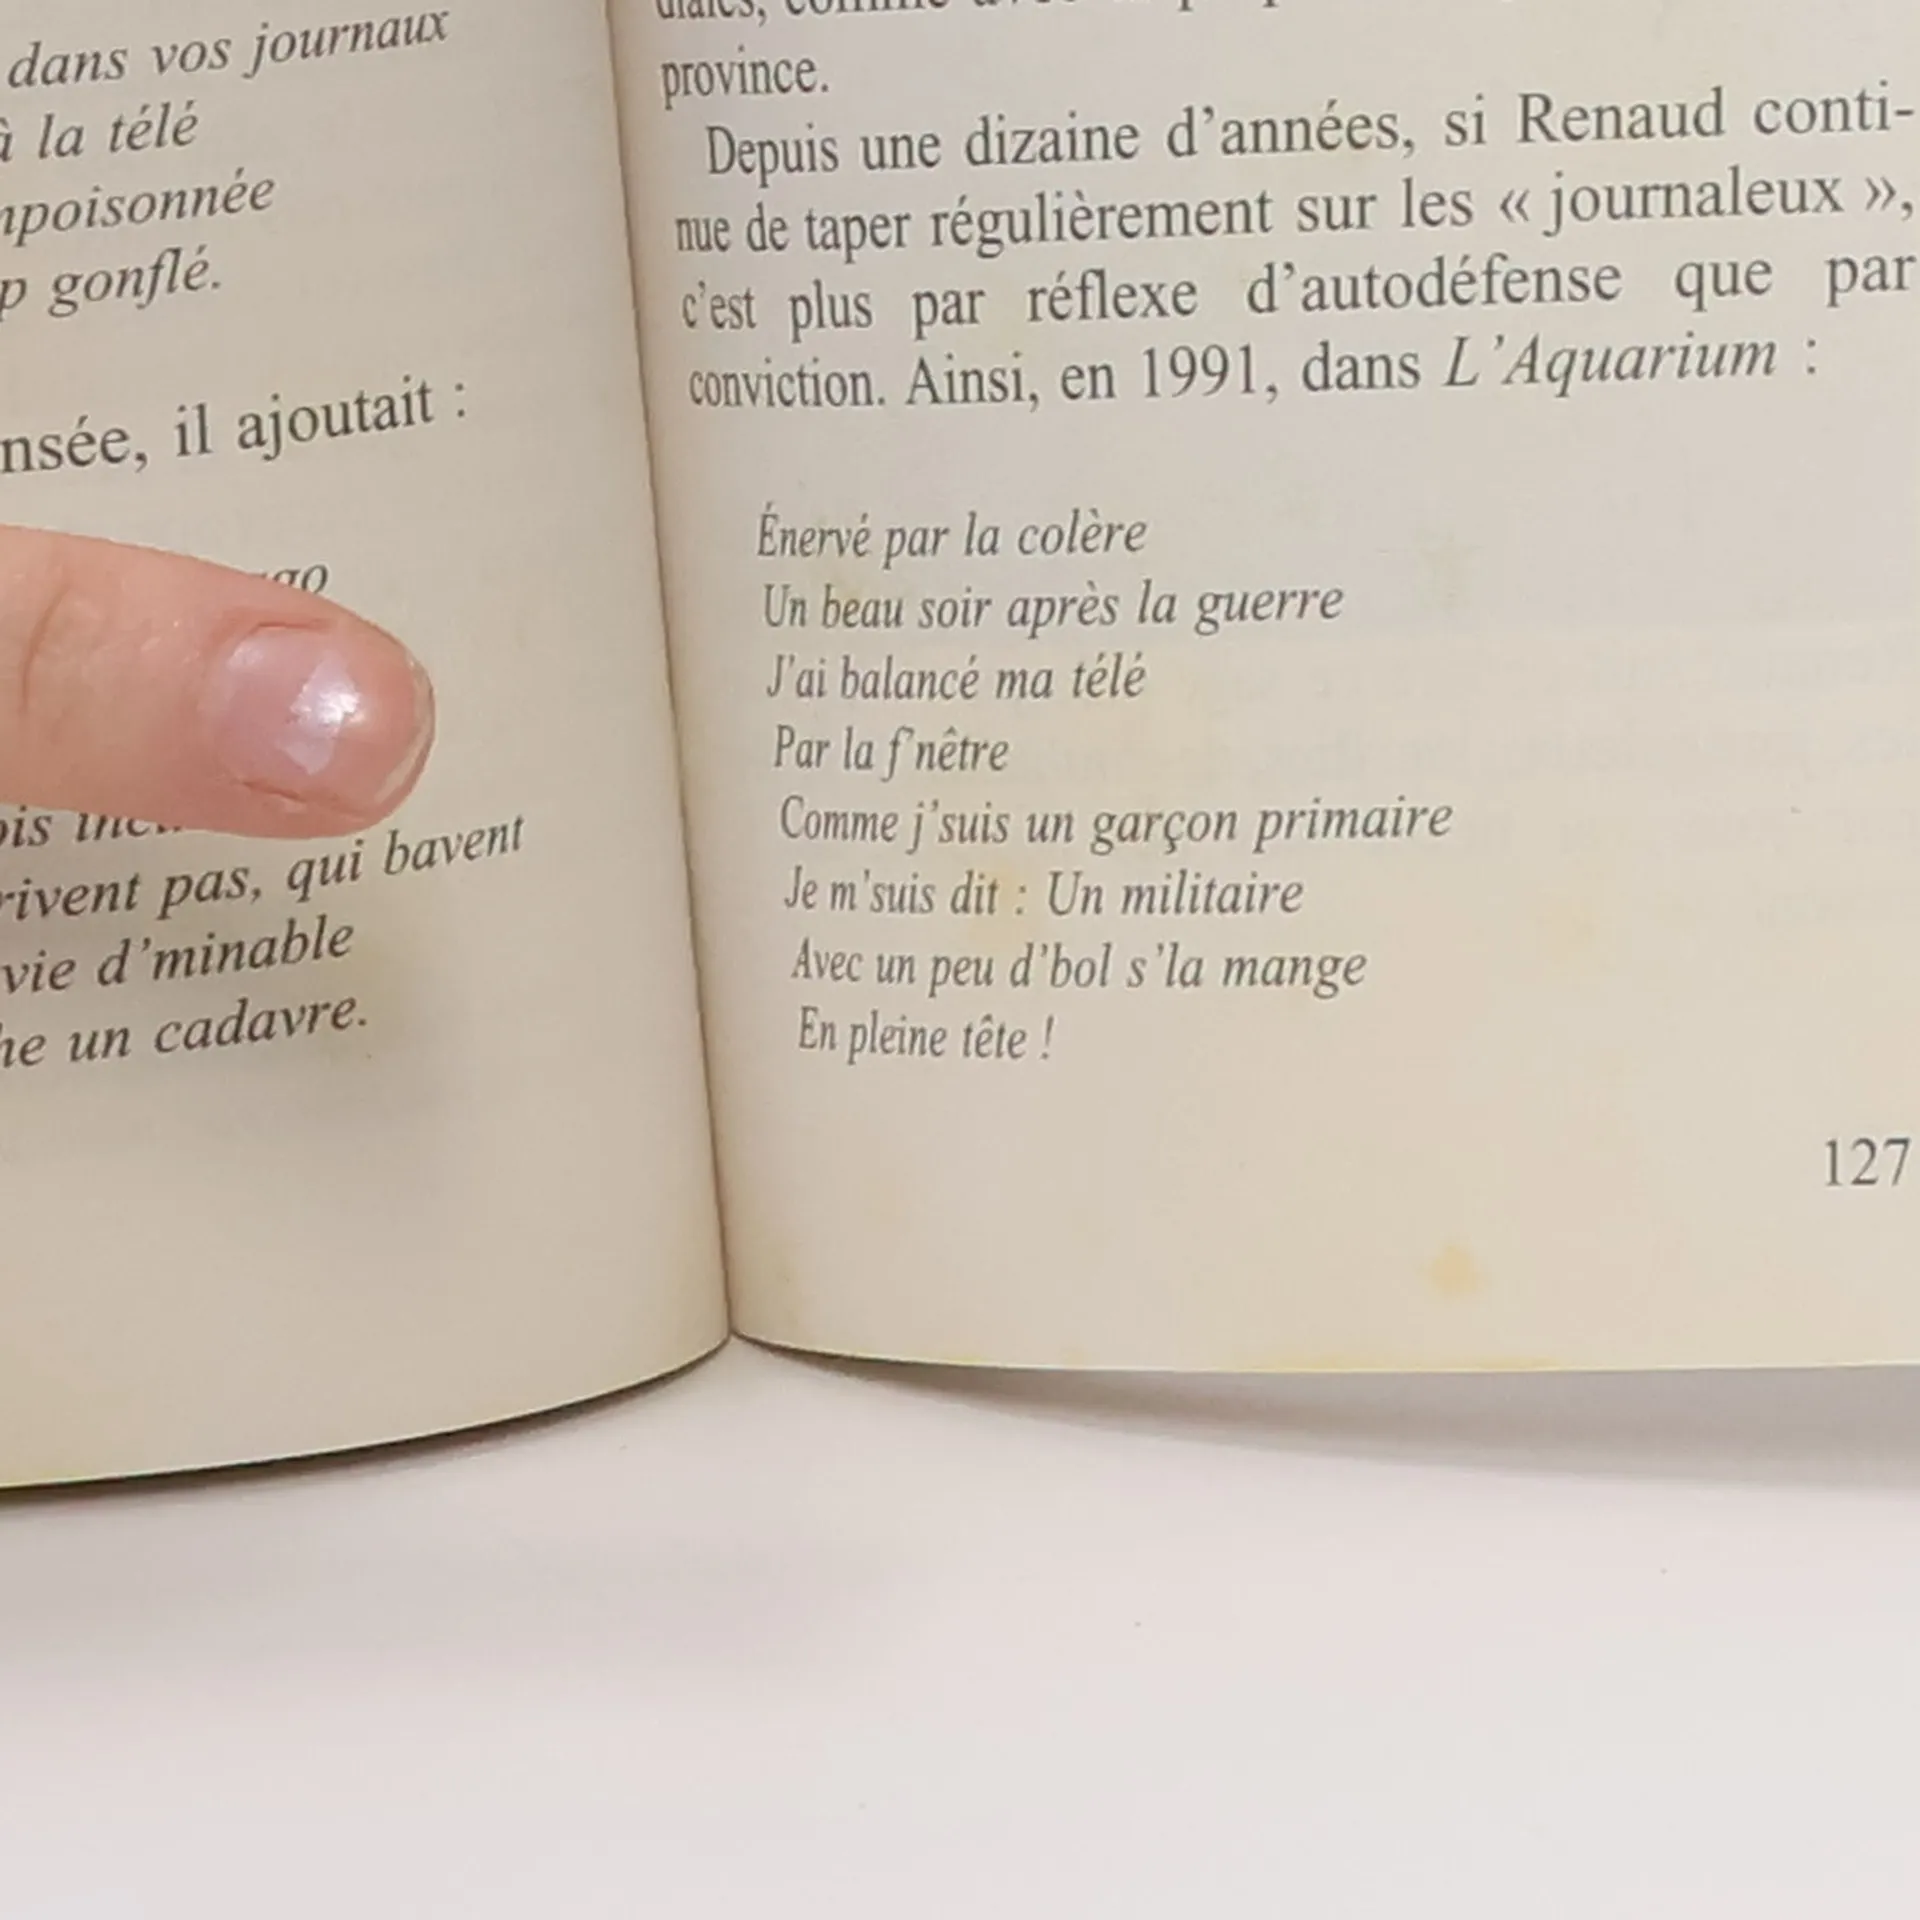 dans vos journaux
à la télé
gonflé.
il ajoutait :
pas, qui bavent
vie d'minable
un cadavre.
province.
Depuis une dizaine d'années, si Renaud conti-
nue de taper régulièrement sur les « journaleux »,
c'est plus par réflexe d'autodéfense que par
conviction. Ainsi, en 1991, dans L'Aquarium :
Énervé par la colère
Un beau soir après la guerre
J'ai balancé ma télé
Par la f'nêtre
Comme j'suis un garçon primaire
Je m'suis dit : Un militaire
Avec un peu d'bol s'la mange
En pleine tête !
127